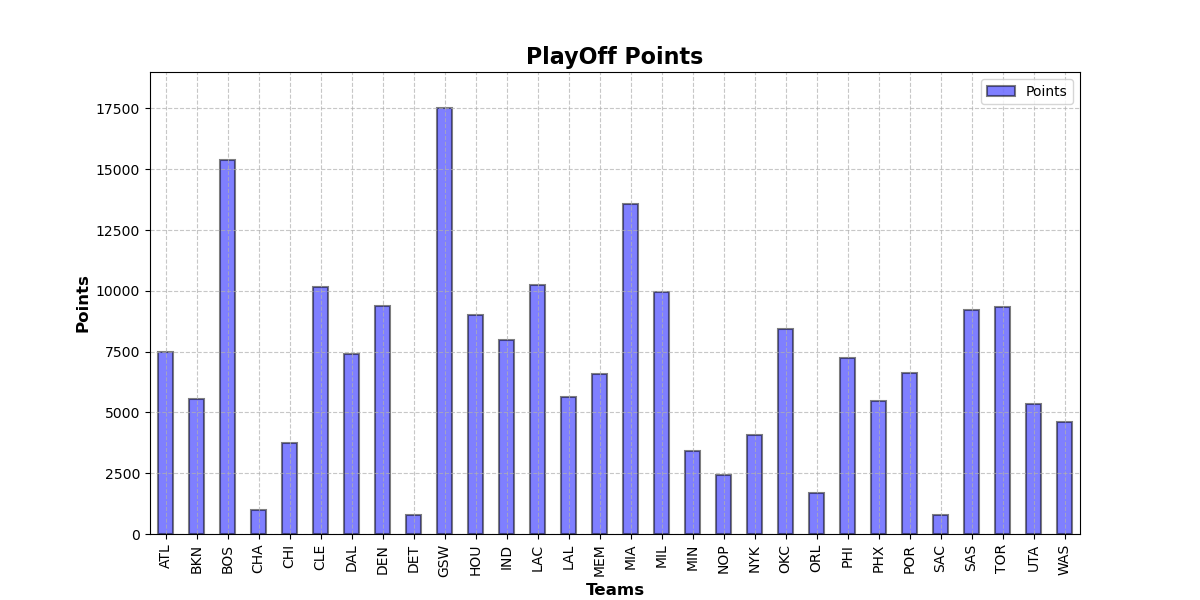 PlayOff Points
Points
17500
15000
12500
10000
7500
5000
2500
0
Points
ATL BKN BOS CHA CHI CLE DAL DEN DET GSW HOU IND LAC LAL MEM MIA MIL MIN NOP NYK OKC ORL PHI PHX POR SAC SAS TOR UTA WAS
Teams